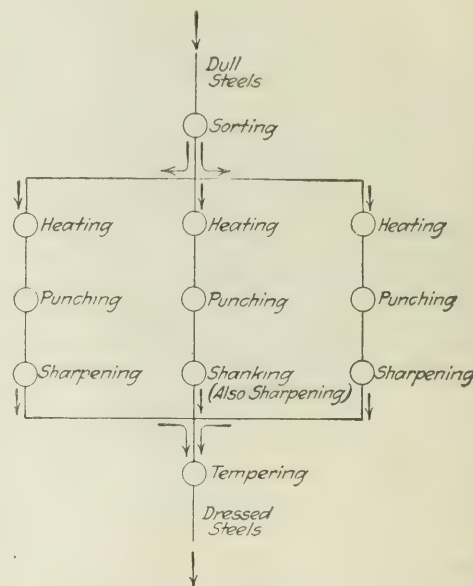 Dull
Steels
Sorting
Heating
Heating
Heating
Punching
Punching
Punching
Sharpening
Shanking
(Also Sharpening)
Sharpening
Tempering
Dressed
Steels